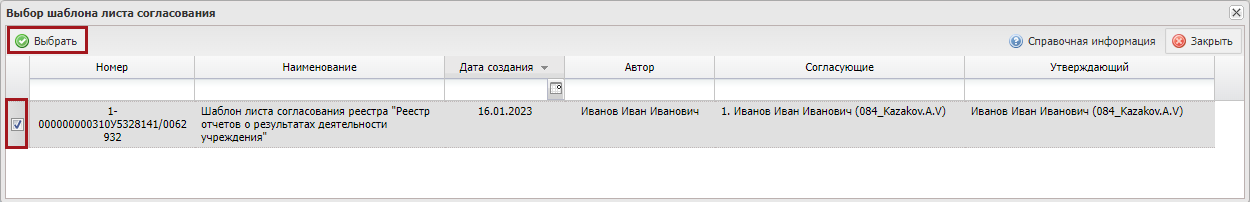 Выбор шаблона листа согласования
Выбрать
Справочная информация
Закрыть
Номер
Наименование
Дата создания
Автор
Согласующие
Утверждающий
1-
000000000310У5328141/0062
932
Шаблон листа согласования реестра "Реестр
отчетов о результатах деятельности
учреждения"
16.01.2023
Иванов Иван Иванович
1. Иванов Иван Иванович (084_Kazakov.A.V)
Иванов Иван Иванович (084_Kazakov.A.V)